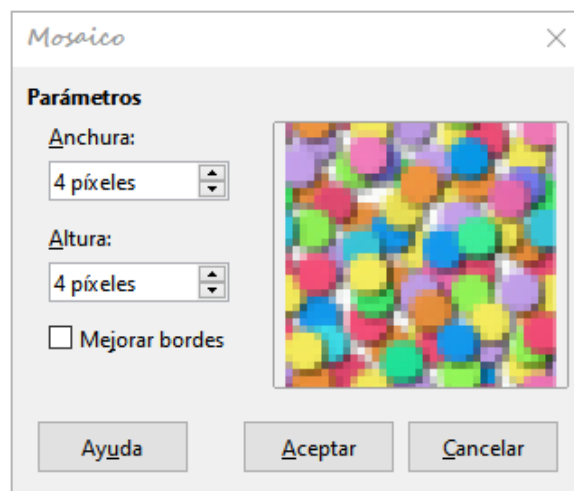 Mosaico
Parámetros
Anchura:
4 píxeles
Altura:
4 píxeles
Mejorar bordes
Ayuda
Aceptar
Cancelar